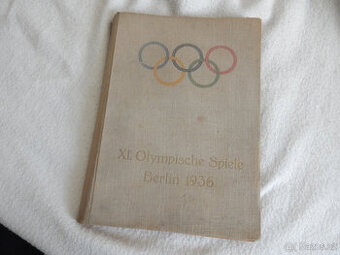 XI. Olympische Spiele
Berlin 1936